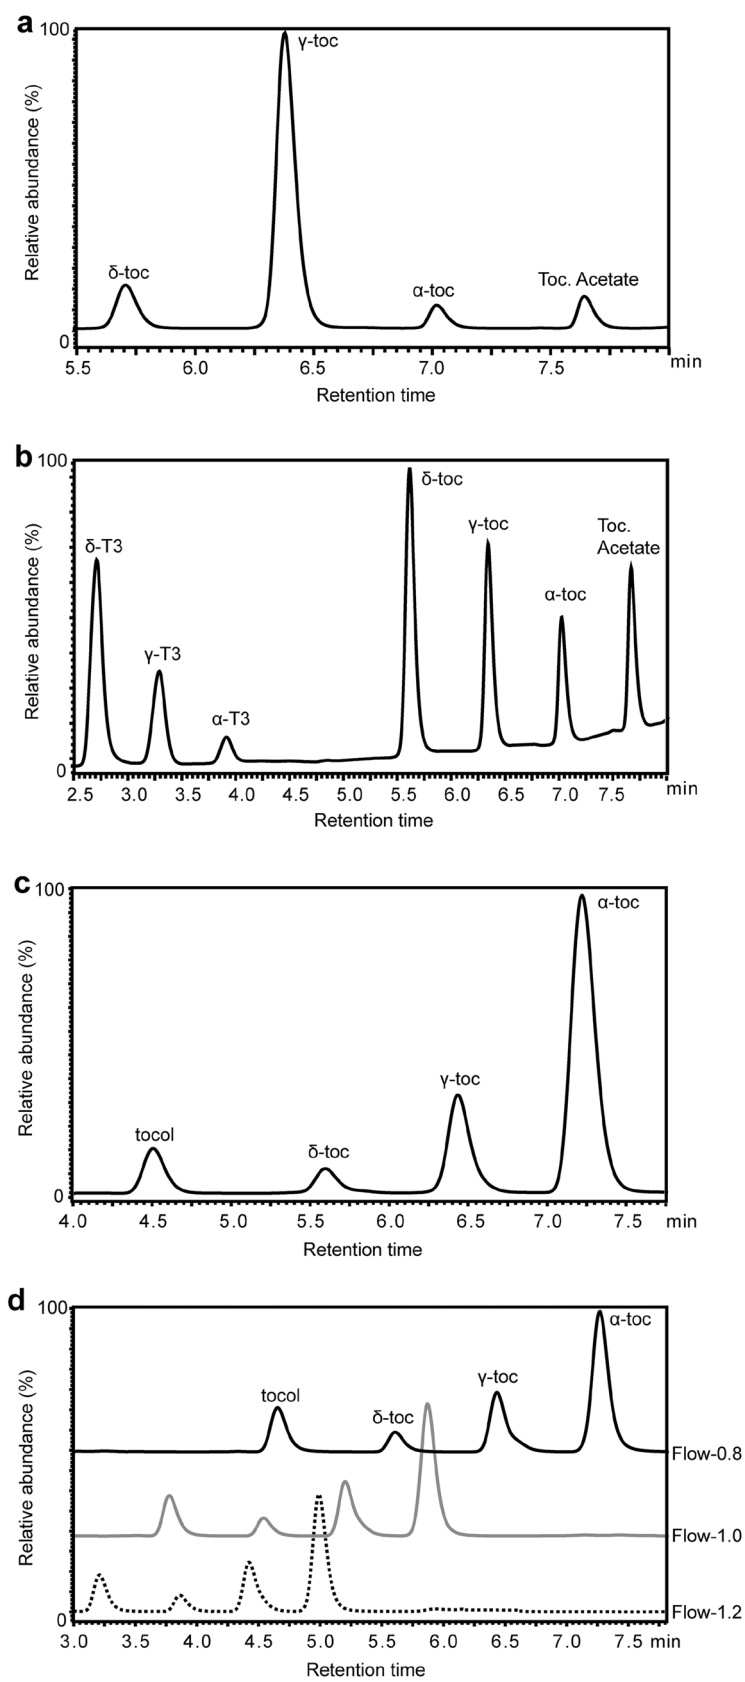 a
100
γ-toc
δ-toc
α-toc
Toc. Acetate
Relative abundance (%)
0
5.5 6.0 6.5 7.0 7.5 min
Retention time
b
100
δ-toc
γ-toc
Toc.
Acetate
δ-T3
α-toc
γ-T3
α-T3
Relative abundance (%)
0
2.5 3.0 3.5 4.0 4.5 5.0 5.5 6.0 6.5 7.0 7.5 min
Retention time
c
100
α-toc
γ-toc
tocol
δ-toc
Relative abundance (%)
0
4.0 4.5 5.0 5.5 6.0 6.5 7.0 7.5 min
Retention time
d
100
α-toc
γ-toc
tocol
δ-toc
Flow-0.8
Flow-1.0
Flow-1.2
Relative abundance (%)
0
3.0 3.5 4.0 4.5 5.0 5.5 6.0 6.5 7.0 7.5 min
Retention time